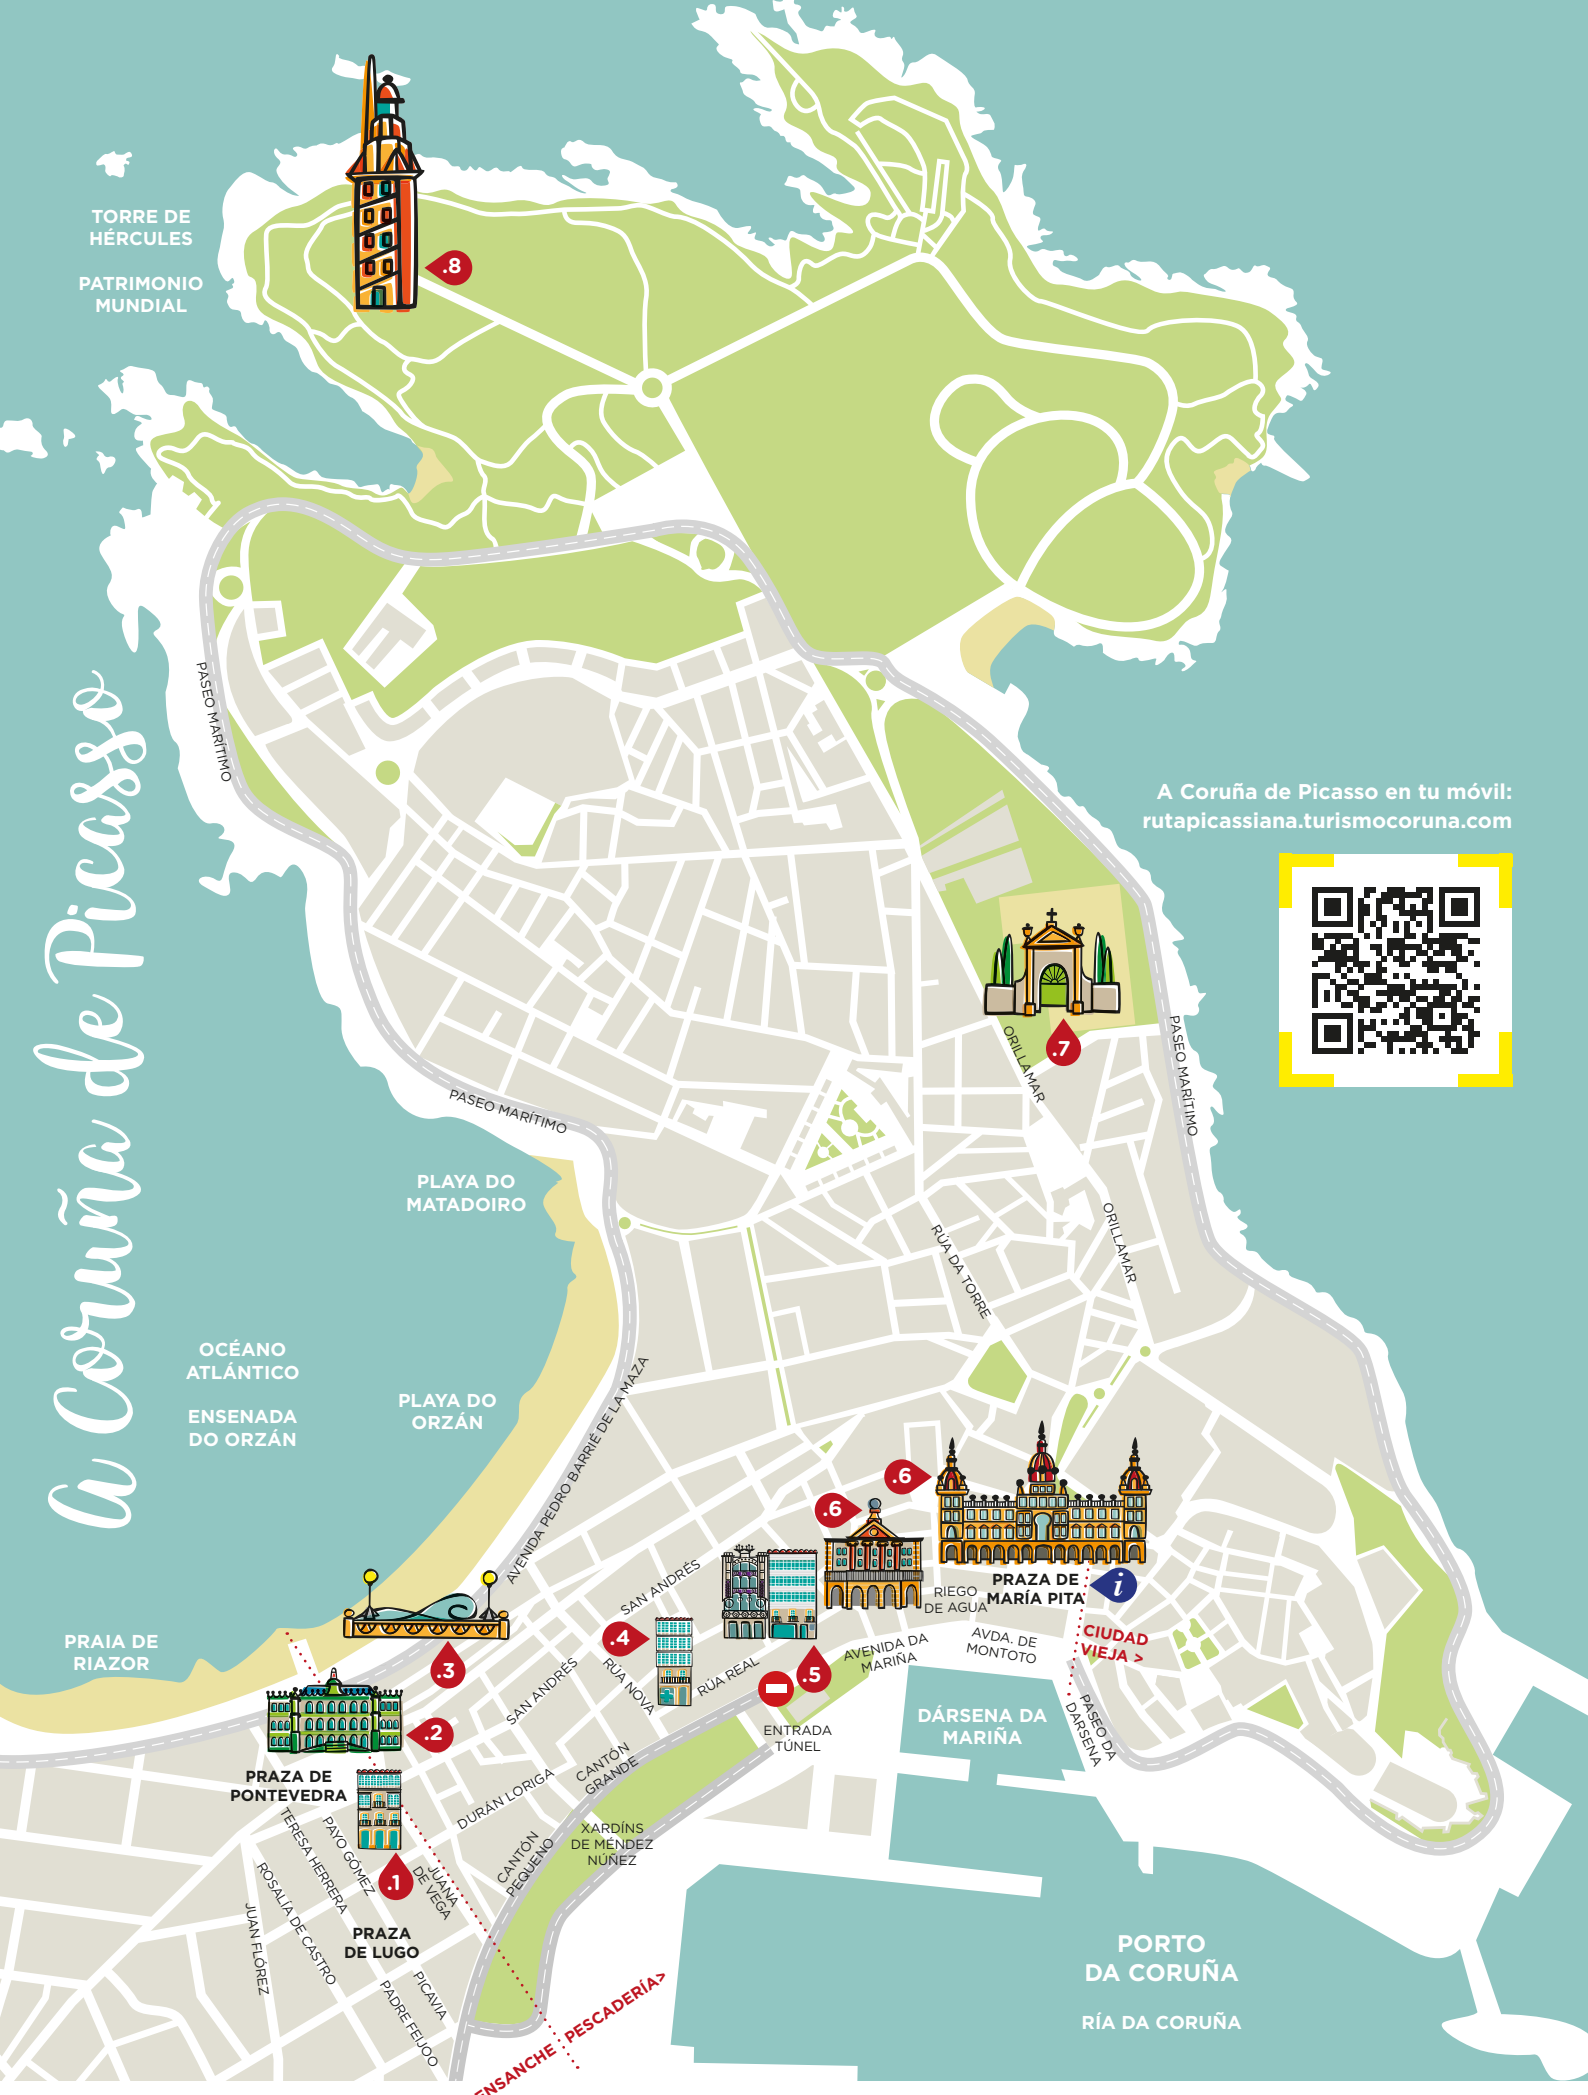 A Coruña de Picasso
TORRE DE
HÉRCULES
PATRIMONIO
MUNDIAL
.8
PASEO MARÍTIMO
A Coruña de Picasso en tu móvil:
rutapicassiana.turismocoruna.com
.7
ORILLAMAR
PASEO MARÍTIMO
PASEO MARÍTIMO
PLAYA DO
MATADOIRO
RÚA DA TORRE
ORILLAMAR
OCÉANO
ATLÁNTICO
ENSENADA
DO ORZÁN
PLAYA DO
ORZÁN
AVENIDA PEDRO BARRIÉ DE LA MAZA
.6
.6
PRAZA DE
MARÍA PITA
i
RIEGO
DE AGUA
SAN ANDRÉS
CIUDAD
VIEJA >
AVDA. DE
MONTOTO
AVENIDA DA
MARIÑA
.4
.5
.3
PRAIA DE
RIAZOR
RÚA NOVA
RÚA REAL
SAN ANDRÉS
.2
ENTRADA
TÚNEL
DÁRSENA DA
MARIÑA
PASEO DA
DÁRSENA
CANTÓN
GRANDE
PRAZA DE
PONTEVEDRA
DURÁN LORIGA
XARDÍNS
DE MÉNDEZ
NÚÑEZ
CANTÓN
PEQUENO
TERESA HERRERA
PAYO GÓMEZ
.1
JUANA
DE VEGA
ROSALÍA DE CASTRO
JUAN FLÓREZ
PRAZA
DE LUGO
PICAVIA
PADRE FEIJOO
PORTO
DA CORUÑA
RÍA DA CORUÑA
PESCADERÍA>
ENSANCHE